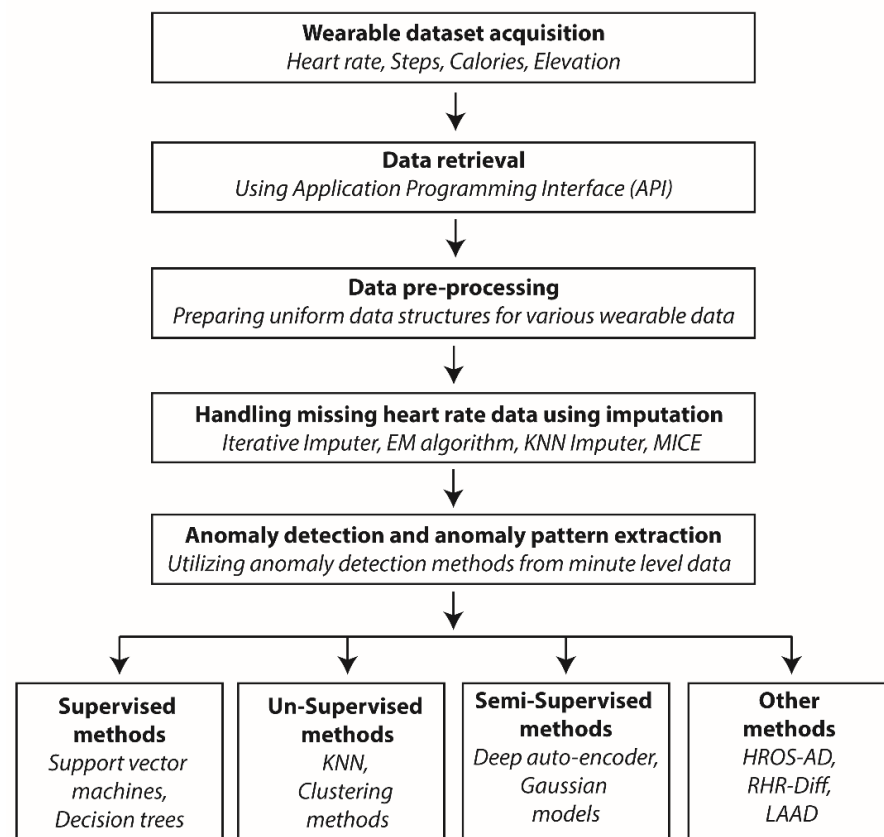 Wearable dataset acquisition
Heart rate, Steps, Calories, Elevation
Data retrieval
Using Application Programming Interface (API)
Data pre-processing
Preparing uniform data structures for various wearable data
Handling missing heart rate data using imputation
Iterative Imputer, EM algorithm, KNN Imputer, MICE
Anomaly detection and anomaly pattern extraction
Utilizing anomaly detection methods from minute level data
Supervised
methods
Support vector
machines,
Decision trees
Un-Supervised
methods
KNN,
Clustering
methods
Semi-Supervised
methods
Deep auto-encoder,
Gaussian
models
Other
methods
HROS-AD,
RHR-Diff,
LAAD